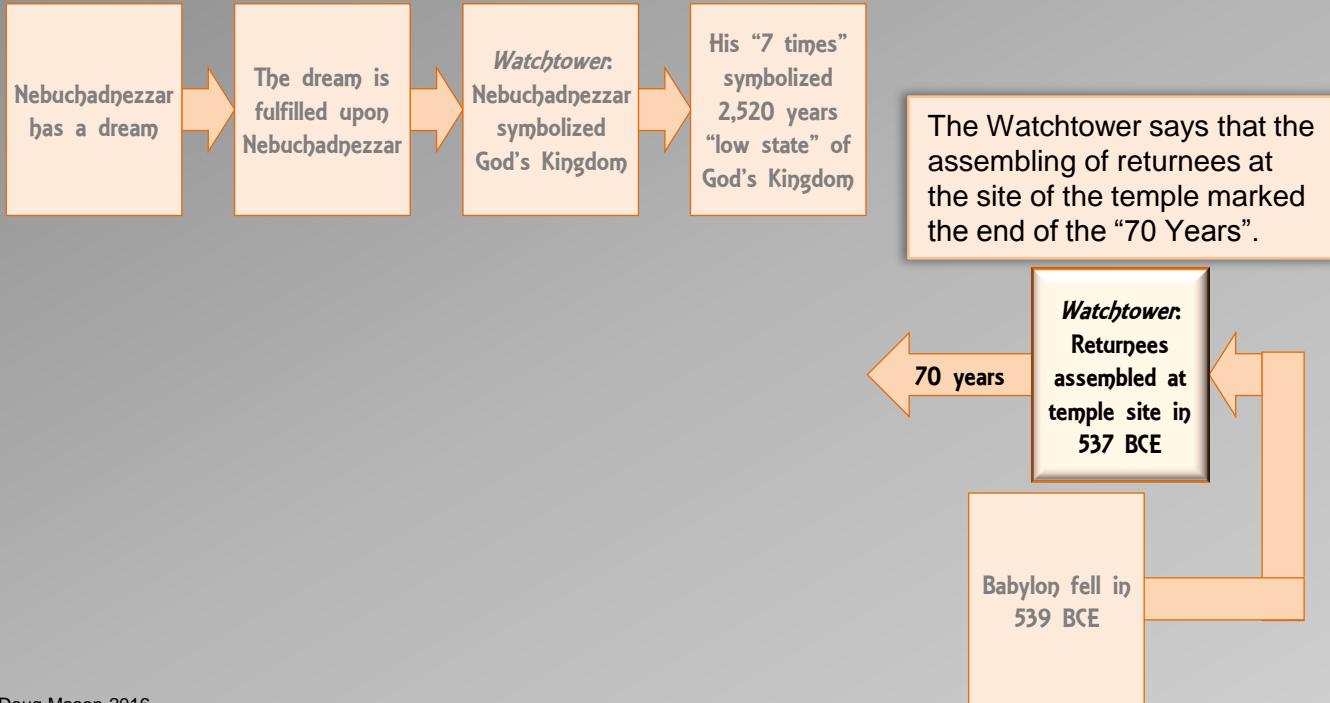 Nebuchadnezzar
has a dream
The dream is
fulfilled upon
Nebuchadnezzar
Watchtower:
Nebuchadnezzar
symbolized
God's Kingdom
His “7 times”
symbolized
2,520 years
“low state” of
God's Kingdom
The Watchtower says that the
assembling of returnees at
the site of the temple marked
the end of the “70 Years”.
70 years
Watchtower:
Returnees
assembled at
temple site in
537 BCE
Babylon fell in
539 BCE
Doug Mason 2016